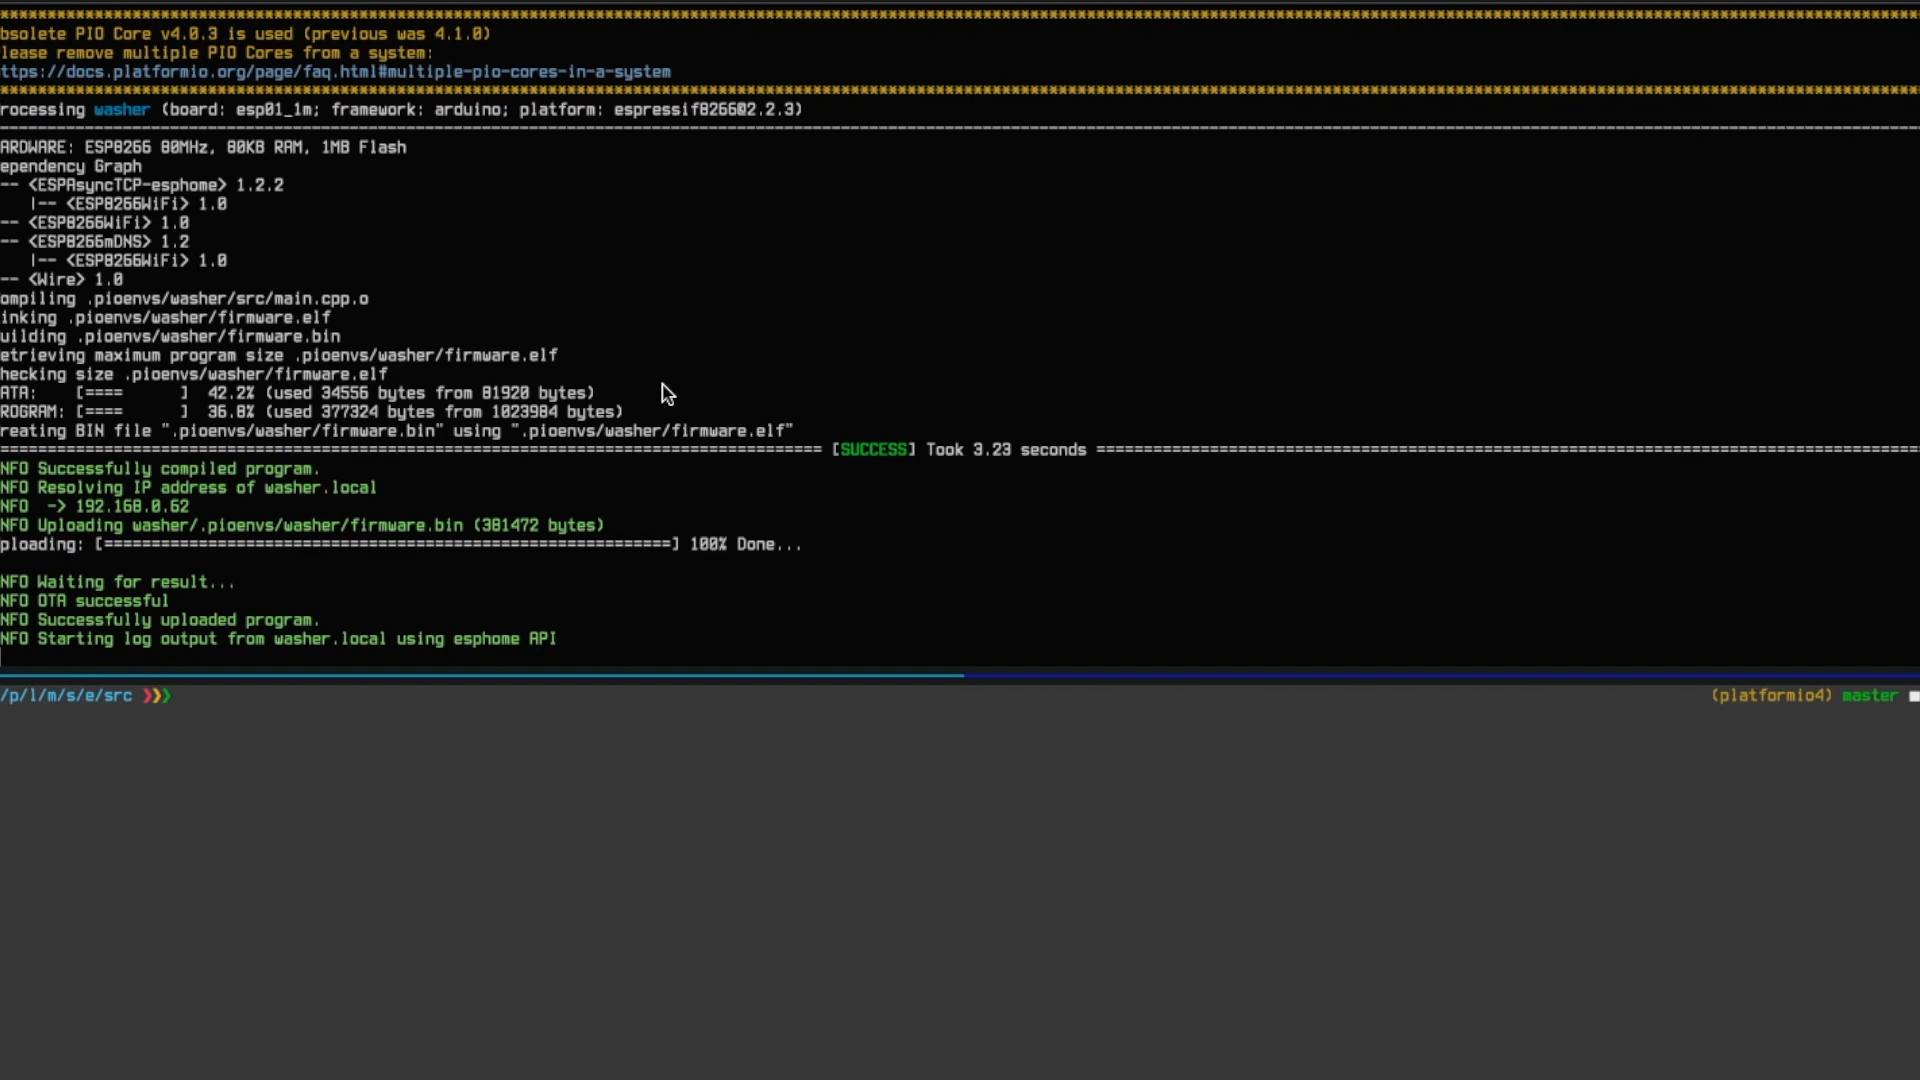 ****************************************************************************************************
bsolete PIO Core v4.0.3 is used (previous was 4.1.0)
lease remove multiple PIO Cores from a system:
ttps://docs.platformio.org/page/faq.html#multiple-pio-cores-in-a-system
****************************************************************************************************
rocessing washer (board: esp01_1m; framework: arduino; platform: espressif8266@2.2.3)
----------------------------------------------------------------------------------------------------
ARDWARE: ESP8266 80MHz, 80KB RAM, 1MB Flash
ependency Graph
-- <ESPAsyncTCP-esphome> 1.2.2
   |-- <ESP8266WiFi> 1.0
-- <ESP8266WiFi> 1.0
-- <ESP8266mDNS> 1.2
   |-- <ESP8266WiFi> 1.0
-- <Wire> 1.0
ompiling .pioenvs/washer/src/main.cpp.o
inking .pioenvs/washer/firmware.elf
uilding .pioenvs/washer/firmware.bin
etrieving maximum program size .pioenvs/washer/firmware.elf
hecking size .pioenvs/washer/firmware.elf
ATA:    [====      ]  42.2% (used 34556 bytes from 81920 bytes)
ROGRAM: [====      ]  36.8% (used 377324 bytes from 1023984 bytes)
reating BIN file ".pioenvs/washer/firmware.bin" using ".pioenvs/washer/firmware.elf"
======================================================================================= [SUCCESS] Took 3.23 seconds =======================================================================================
NFO Successfully compiled program.
NFO Resolving IP address of washer.local
NFO  -> 192.168.0.62
NFO Uploading washer/.pioenvs/washer/firmware.bin (381472 bytes)
ploading: [============================================================] 100% Done...
NFO Waiting for result...
NFO OTA successful
NFO Successfully uploaded program.
NFO Starting log output from washer.local using esphome API
/p/l/m/s/e/src ❯❯❯ (platformio4) master ■